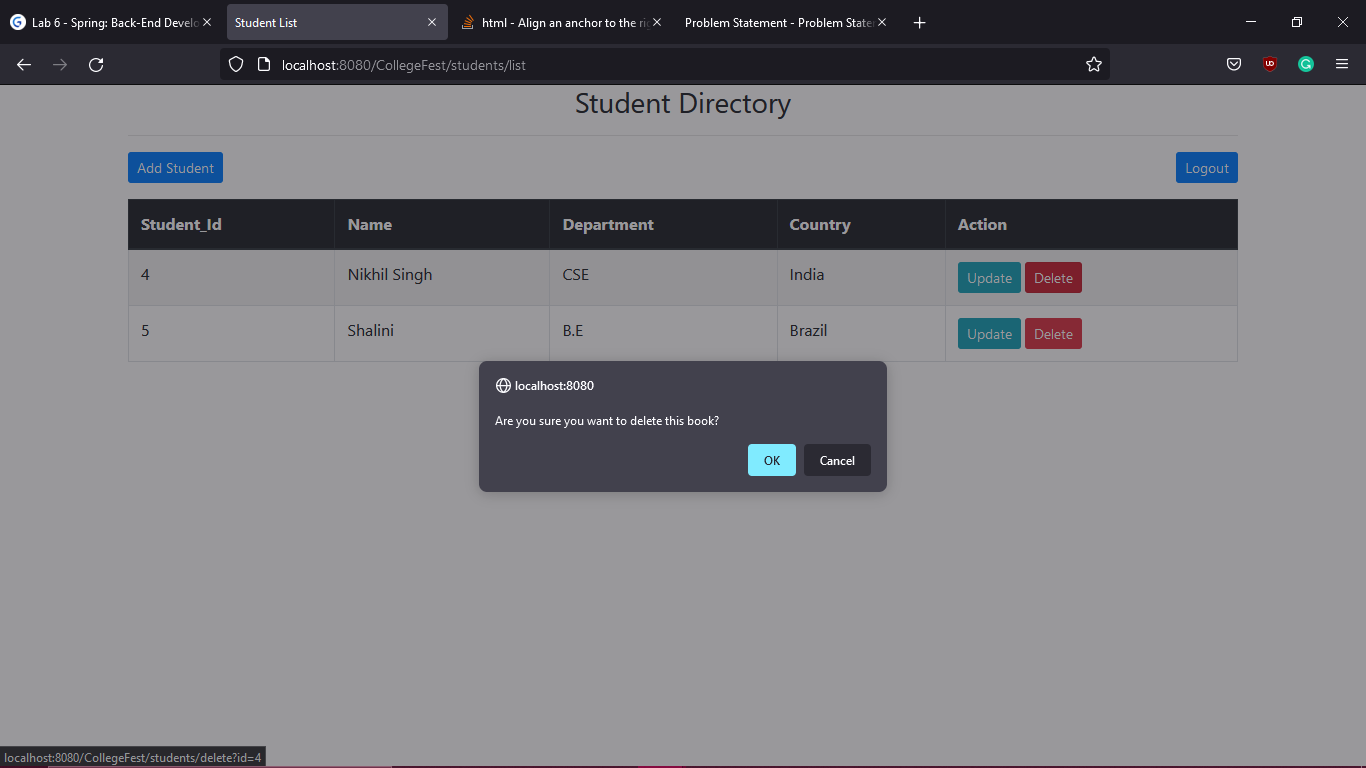 Lab 6 - Spring: Back-End Develo
Student List
html - Align an anchor to the rig
Problem Statement - Problem State
localhost:8080/CollegeFest/students/list
Student Directory
Add Student
Logout
Student_Id Name Department Country Action
4 Nikhil Singh CSE India Update Delete
5 Shalini B.E Brazil Update Delete
localhost:8080
Are you sure you want to delete this book?
OK Cancel
localhost:8080/CollegeFest/students/delete?id=4